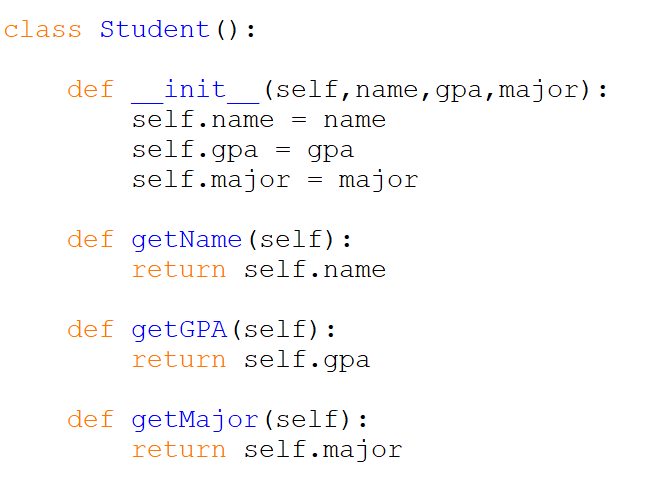 class Student():
def __init__(self,name,gpa,major):
self.name = name
self.gpa = gpa
self.major = major
def getName(self):
return self.name
def getGPA(self):
return self.gpa
def getMajor(self):
return self.major